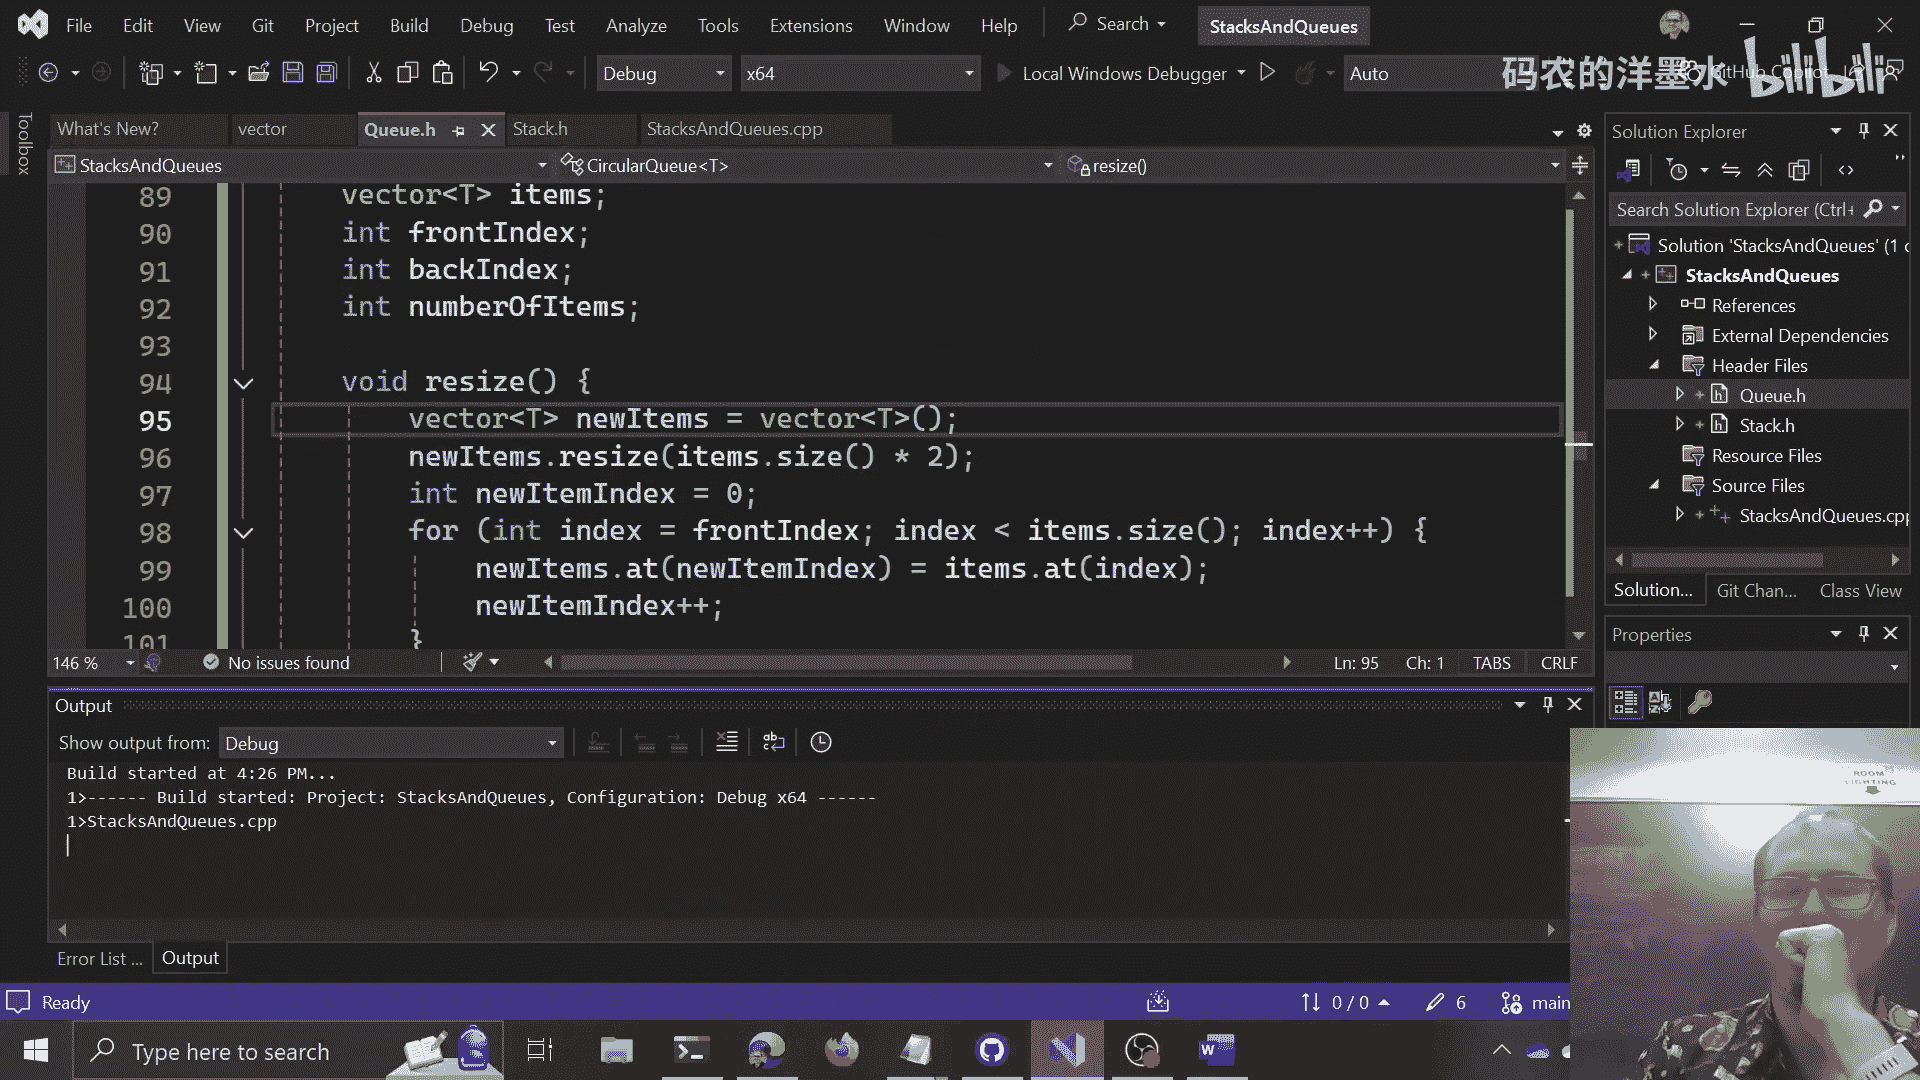 File Edit View Git Project Build Debug Test Analyze Tools Extensions Window Help Search StacksAndQueues
Debug x64 Local Windows Debugger Auto GitHub Copilot
码农的洋墨水 bilibili
Toolbox
What's New? vector Queue.h Stack.h StacksAndQueues.cpp
StacksAndQueues CircularQueue<T> resize()
89 vector<T> items;
90 int frontIndex;
91 int backIndex;
92 int numberOfItems;
93
94 void resize() {
95 vector<T> newItems = vector<T>();
96 newItems.resize(items.size() * 2);
97 int newItemIndex = 0;
98 for (int index = frontIndex; index < items.size(); index++) {
99 newItems.at(newItemIndex) = items.at(index);
100 newItemIndex++;
101 }
146 % No issues found Ln: 95 Ch: 1 TABS CRLF
Output
Show output from: Debug
Build started at 4:26 PM...
1>------ Build started: Project: StacksAndQueues, Configuration: Debug x64 ------
1>StacksAndQueues.cpp
Error List ... Output
Solution Explorer
Search Solution Explorer (Ctrl+
Solution 'StacksAndQueues' (1 
StacksAndQueues
References
External Dependencies
Header Files
Queue.h
Stack.h
Resource Files
Source Files
StacksAndQueues.cpp
Solution... Git Chan... Class View
Properties
ROOM
LIGHTING
Ready 0 / 0 6 main
Type here to search